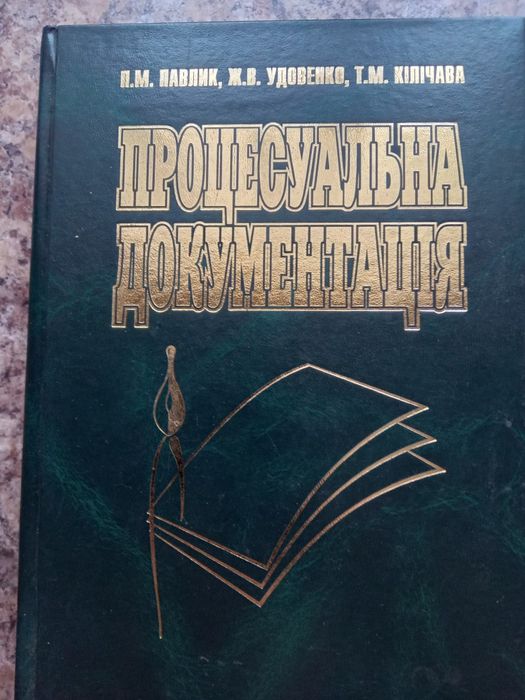 П.М. ПАВЛИК, Ж.В. УДОВЕНКО, Т.М. КІЛІЧАВА
ПРОЦЕСУАЛЬНА
ДОКУМЕНТАЦІЯ